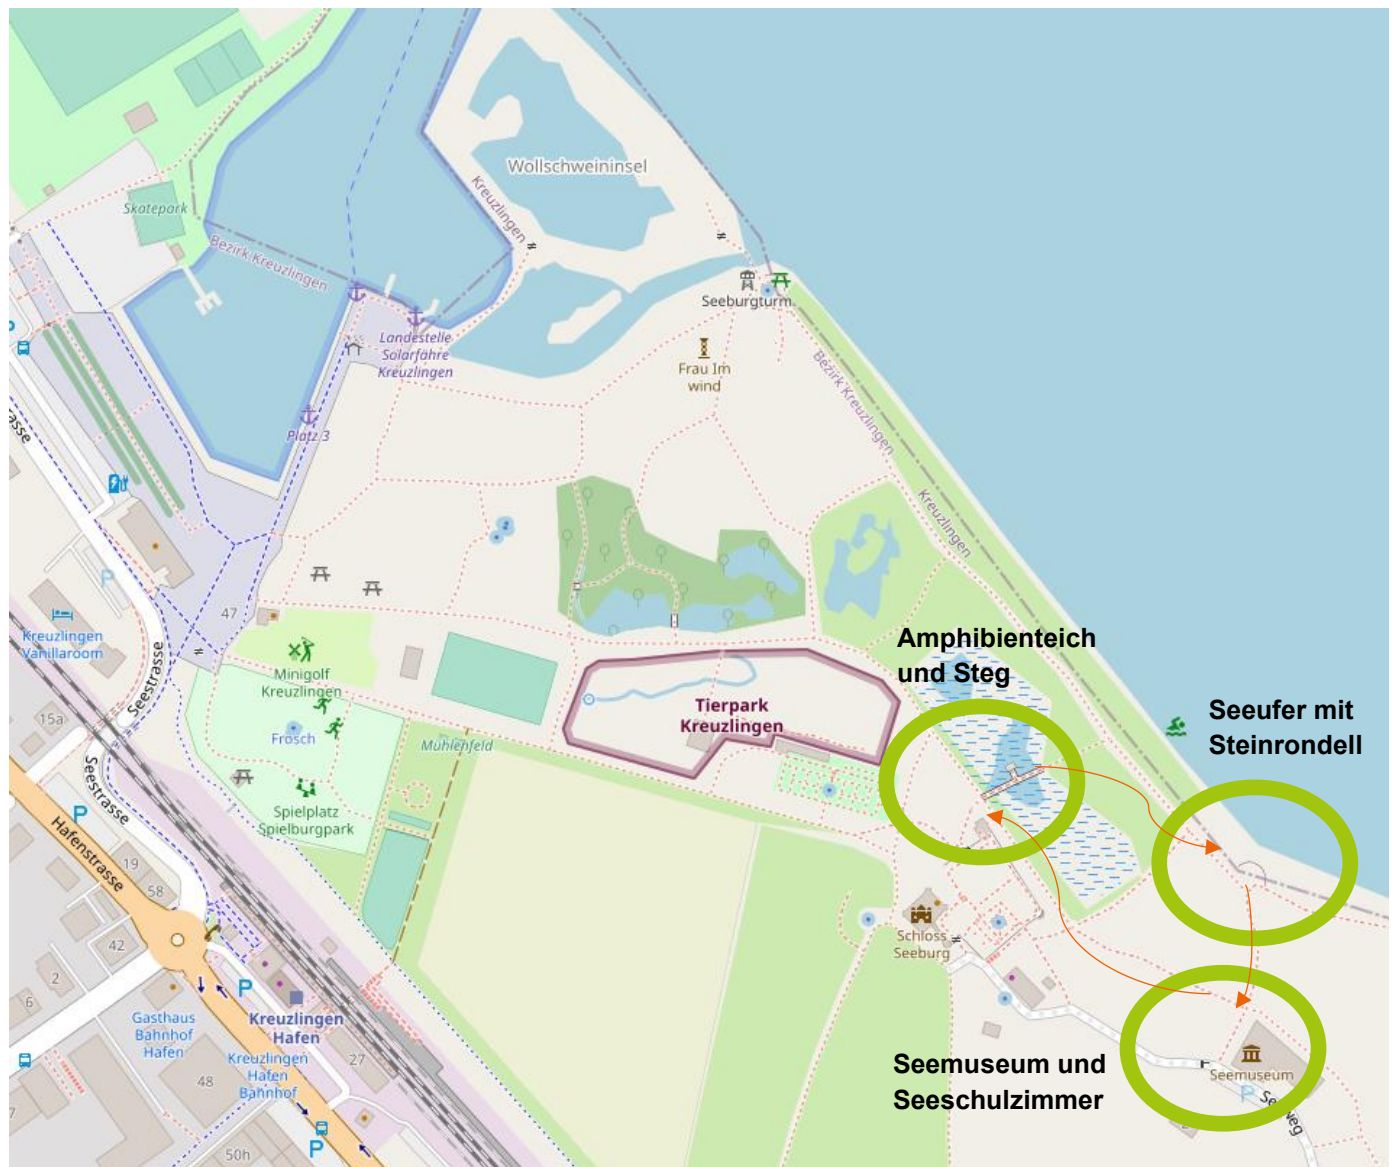 Wollschweininsel
Kreuzlingen
Skatepark
Bezirk Kreuzlingen
Seeburgturm
Landestelle
Solarfähre
Kreuzlingen
Frau Im
wind
Bezirk Kreuzlingen
Platz 3
Kreuzlingen
P
47
Kreuzlingen
Vanillaroom
Seestrasse
Minigolf
Kreuzlingen
Amphibienteich
und Steg
Tierpark
Kreuzlingen
Seeufer mit
Steinrondell
15a
Frosch
Mühlenfeld
Seestrasse
P
Spielplatz
Spielburgpark
Hafenstrasse
19
58
42
2
6
Schloss
Seeburg
P
Kreuzlingen
Hafen
Gasthaus
Bahnhof
Hafen
Kreuzlingen
Hafen
Bahnhof
27
48
Seemuseum und
Seeschulzimmer
Seemuseum
P
Seeweg
P
50h